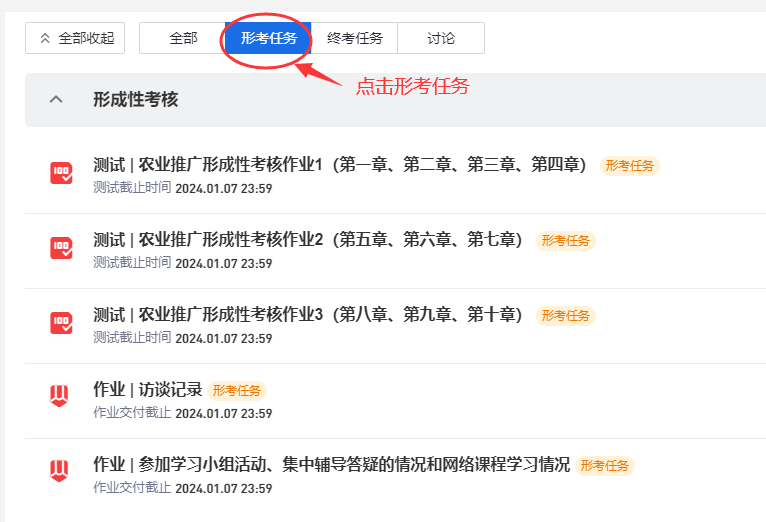 全部收起 全部 形考任务 终考任务 讨论
点击形考任务
形成性考核
100
测试 | 农业推广形成性考核作业1（第一章、第二章、第三章、第四章） 形考任务
测试截止时间 2024.01.07 23:59
100
测试 | 农业推广形成性考核作业2（第五章、第六章、第七章） 形考任务
测试截止时间 2024.01.07 23:59
100
测试 | 农业推广形成性考核作业3（第八章、第九章、第十章） 形考任务
测试截止时间 2024.01.07 23:59
作业 | 访谈记录 形考任务
作业交付截止 2024.01.07 23:59
作业 | 参加学习小组活动、集中辅导答疑的情况和网络课程学习情况 形考任务
作业交付截止 2024.01.07 23:59